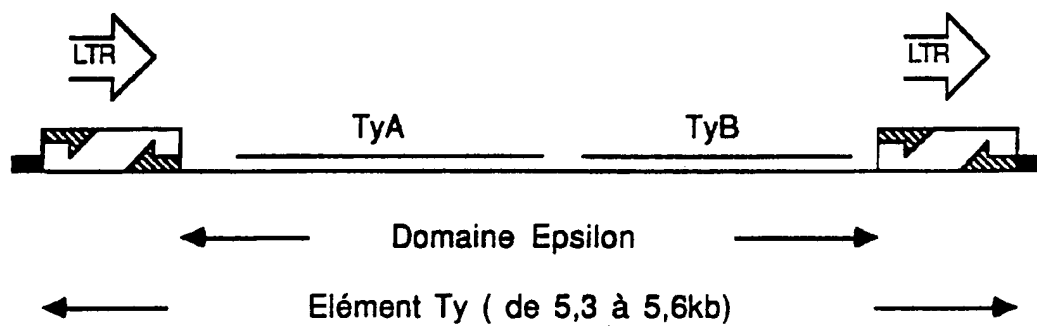 LTR LTR
TyA TyB
Domaine Epsilon
Elément Ty ( de 5,3 à 5,6kb)